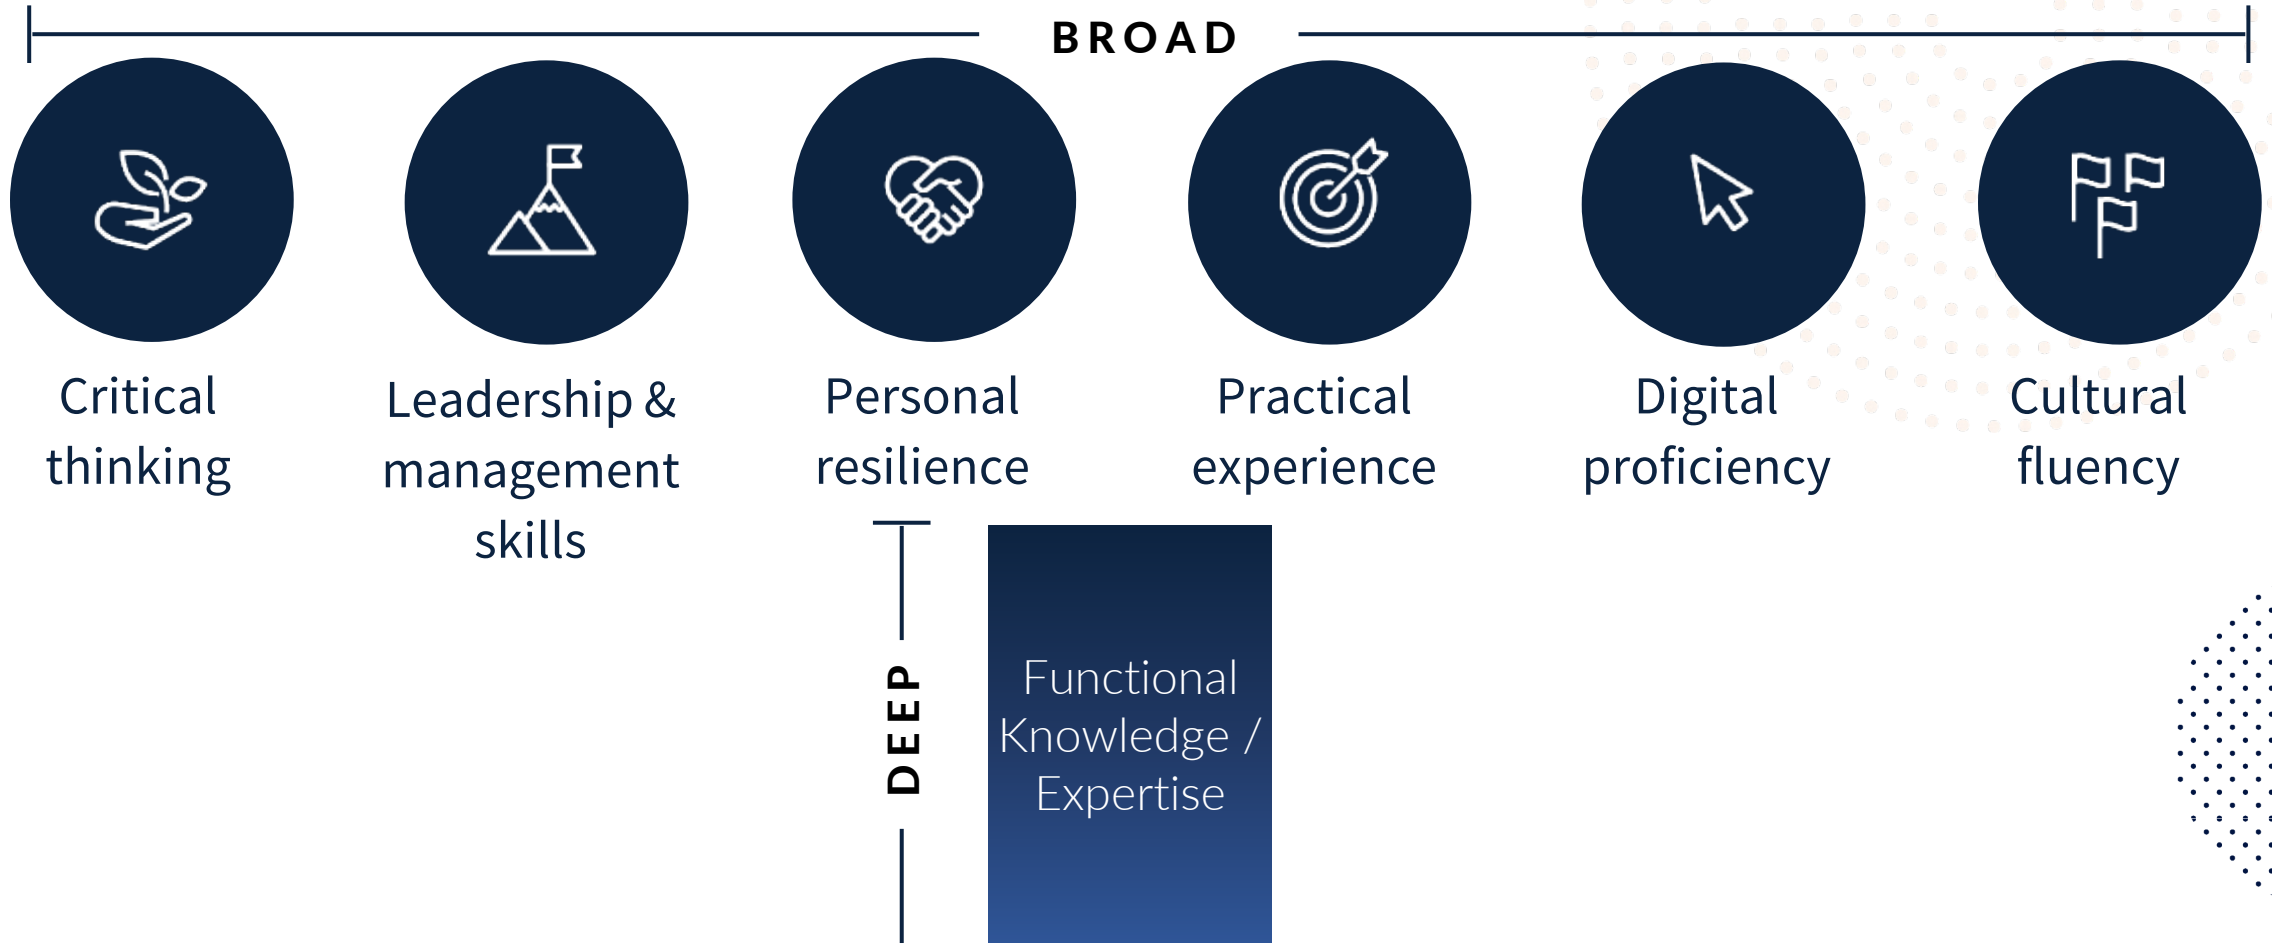 BROAD
Critical
thinking
Leadership &
management
skills
Personal
resilience
Practical
experience
Digital
proficiency
Cultural
fluency
DEEP
Functional
Knowledge /
Expertise